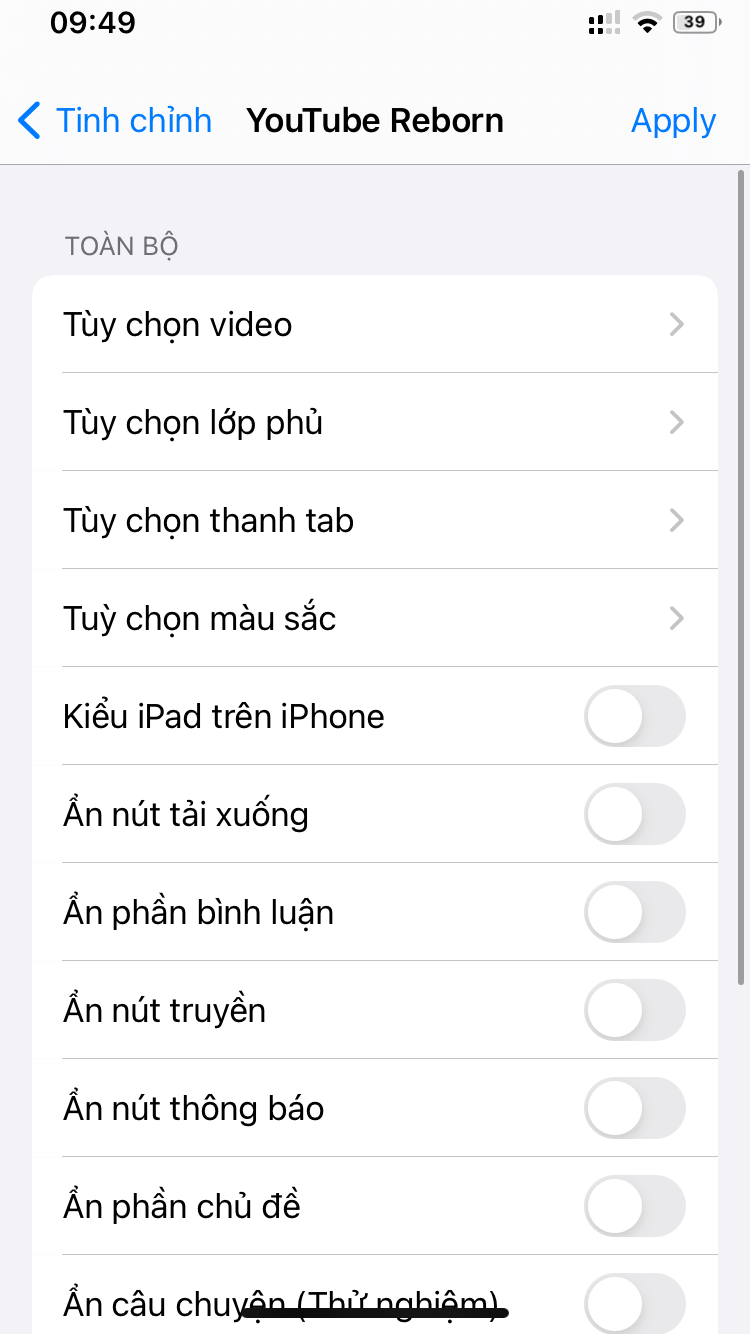 09:49
39
Tinh chỉnh
YouTube Reborn
Apply
TOÀN BỘ
Tùy chọn video
Tùy chọn lớp phủ
Tùy chọn thanh tab
Tuỳ chọn màu sắc
Kiểu iPad trên iPhone
Ẩn nút tải xuống
Ẩn phần bình luận
Ẩn nút truyền
Ẩn nút thông báo
Ẩn phần chủ đề
Ẩn câu chuyện (Thử nghiệm)